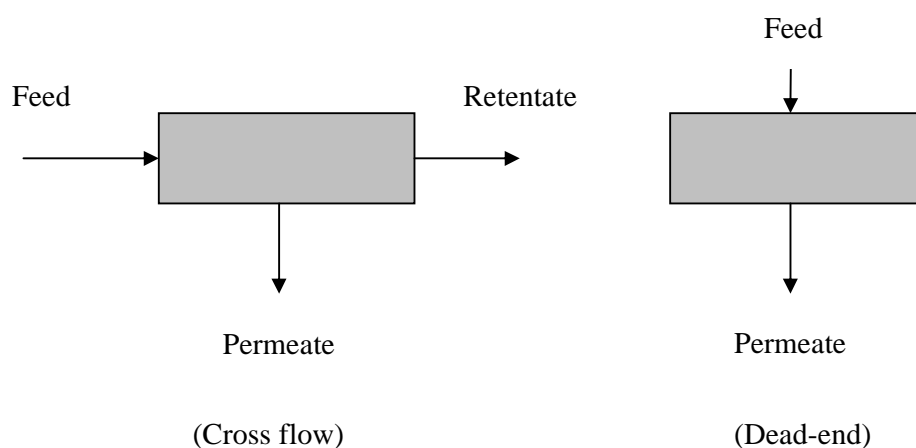 Feed
Retentate
Permeate
(Cross flow)
Feed
Permeate
(Dead-end)